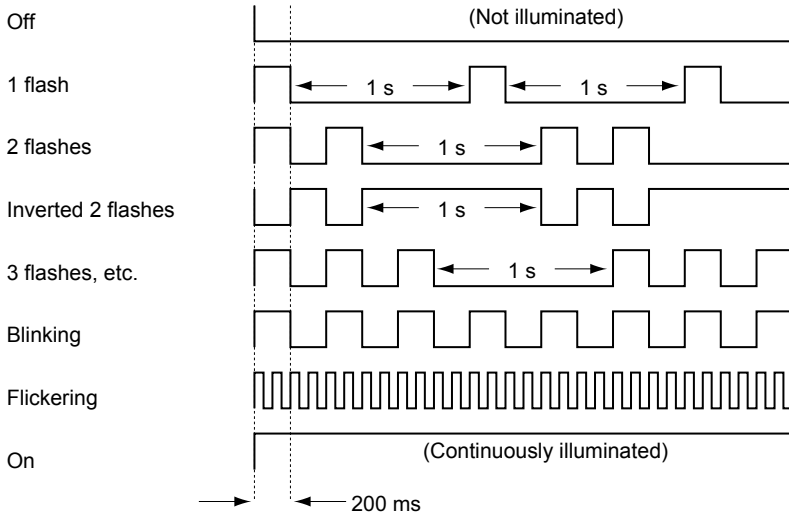 Off (Not illuminated)
1 flash 1 s 1 s
2 flashes 1 s
Inverted 2 flashes 1 s
3 flashes, etc. 1 s
Blinking
Flickering
On (Continuously illuminated)
200 ms